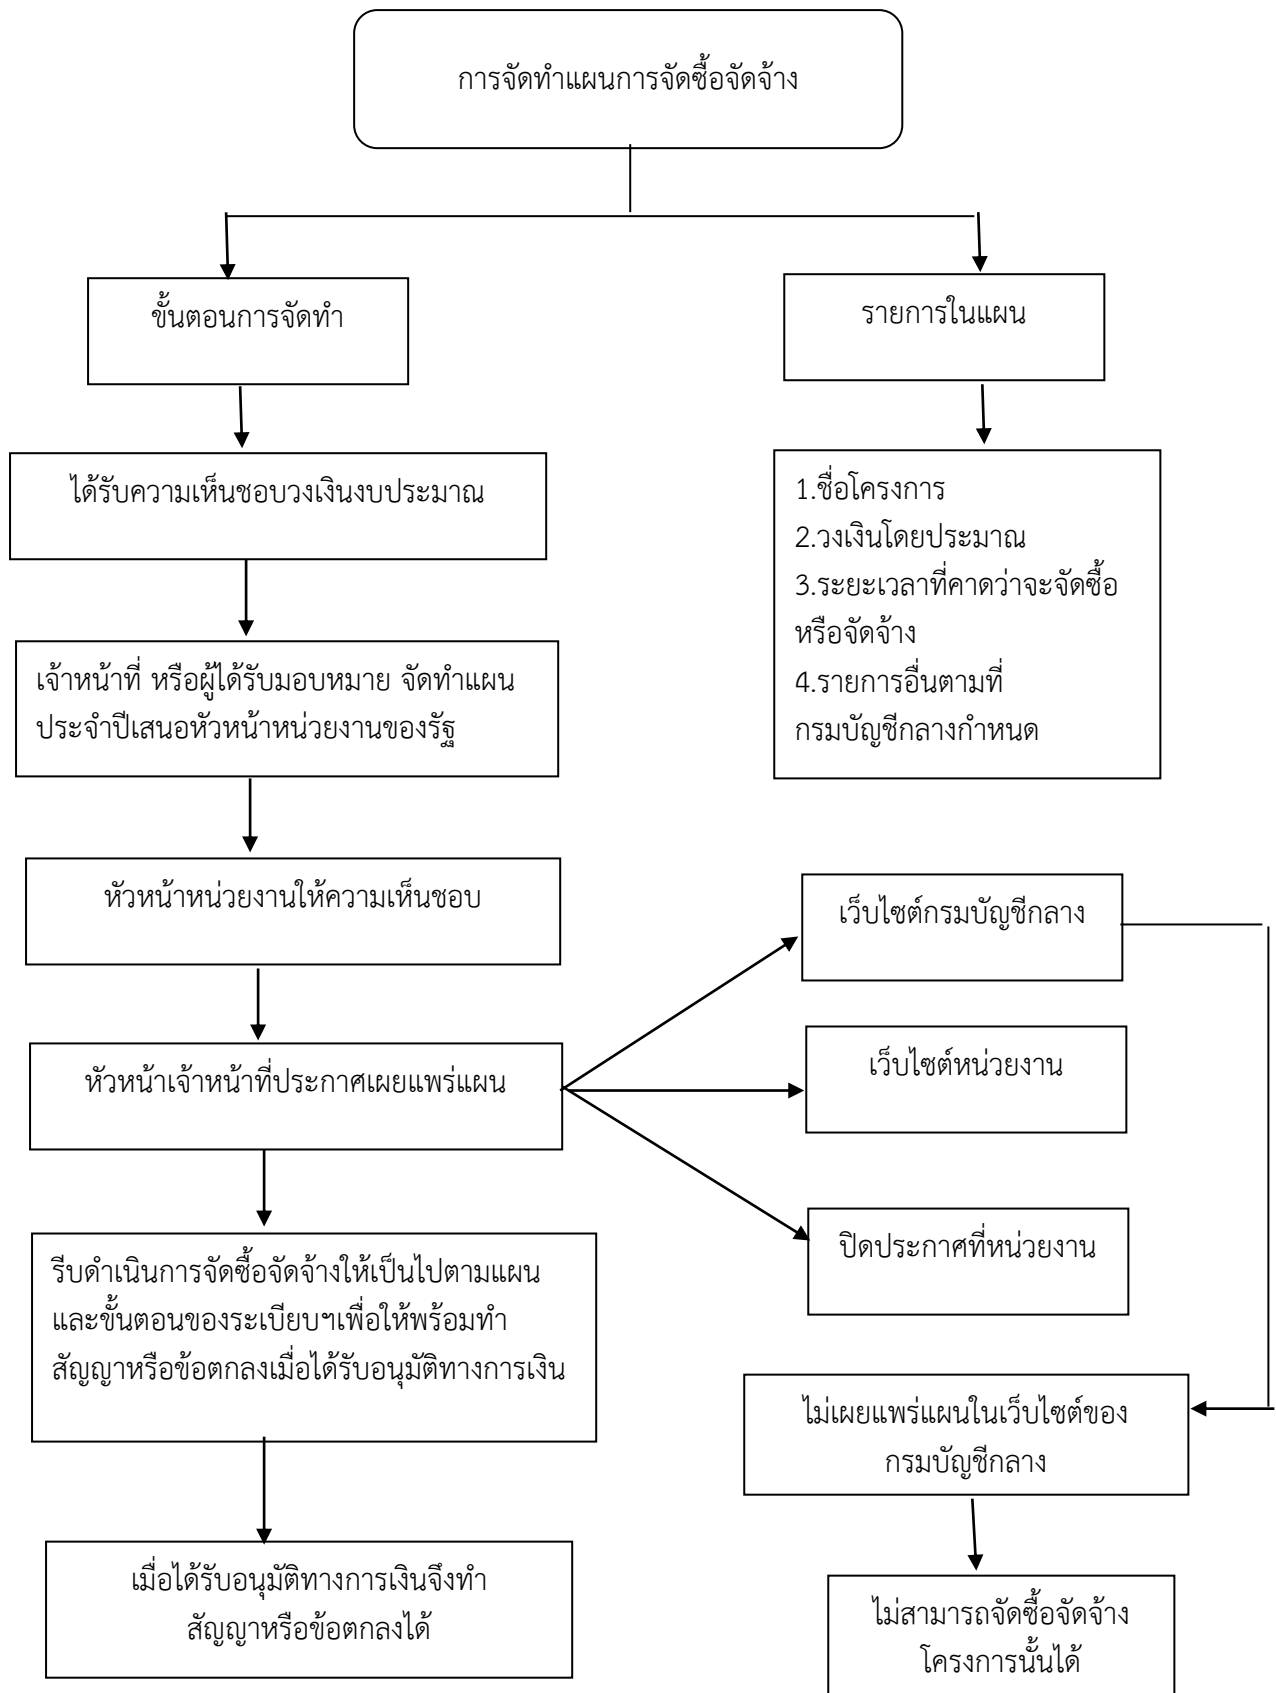 การจัดทำแผนการจัดซื้อจัดจ้าง
ขั้นตอนการจัดทำ
รายการในแผน
ได้รับความเห็นชอบวงเงินงบประมาณ
1.ชื่อโครงการ
2.วงเงินโดยประมาณ
3.ระยะเวลาที่คาดว่าจะจัดซื้อ
หรือจัดจ้าง
4.รายการอื่นตามที่
กรมบัญชีกลางกำหนด
เจ้าหน้าที่ หรือผู้ได้รับมอบหมาย จัดทำแผน
ประจำปีเสนอหัวหน้าหน่วยงานของรัฐ
หัวหน้าหน่วยงานให้ความเห็นชอบ
เว็บไซต์กรมบัญชีกลาง
หัวหน้าเจ้าหน้าที่ประกาศเผยแพร่แผน
เว็บไซต์หน่วยงาน
ปิดประกาศที่หน่วยงาน
รีบดำเนินการจัดซื้อจัดจ้างให้เป็นไปตามแผน
และขั้นตอนของระเบียบฯเพื่อให้พร้อมทำ
สัญญาหรือข้อตกลงเมื่อได้รับอนุมัติทางการเงิน
ไม่เผยแพร่แผนในเว็บไซต์ของ
กรมบัญชีกลาง
เมื่อได้รับอนุมัติทางการเงินจึงทำ
สัญญาหรือข้อตกลงได้
ไม่สามารถจัดซื้อจัดจ้าง
โครงการนั้นได้